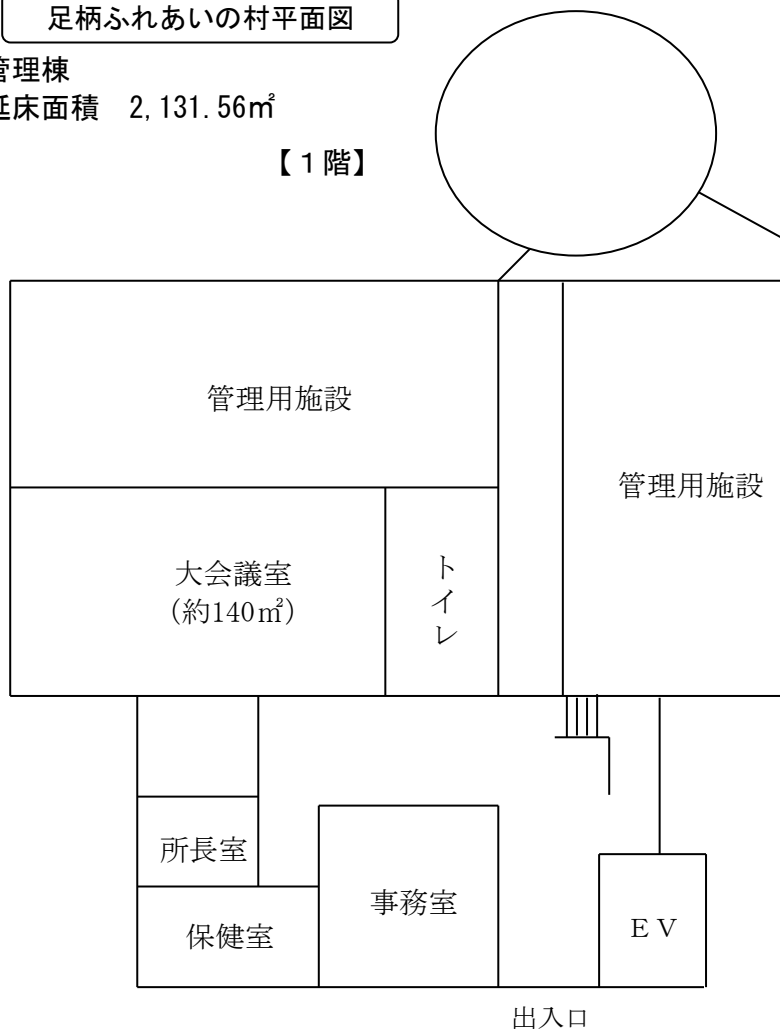 足柄ふれあいの村平面図
管理棟
延床面積 2,131.56㎡
【１階】
管理用施設
管理用施設
大会議室
（約140㎡）
トイレ
所長室
保健室
事務室
ＥＶ
出入口